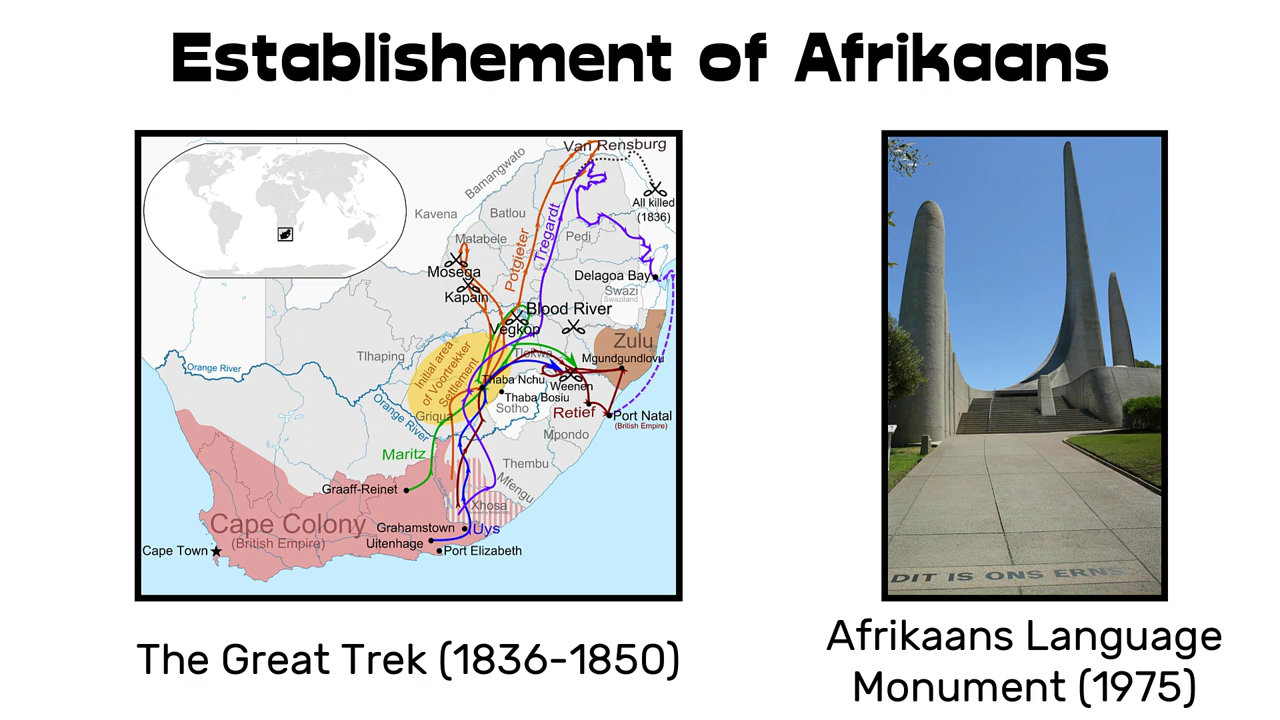 Establishement of Afrikaans
Van Rensburg
Bamangwato
All killed
(1836)
Kavena
Batlou
Tregardt
Potgieter
Matabele
Pedi
Mosega
Delagoa Bay
Kapain
Swazi
Swaziland
Blood River
Vegkop
Zulu
Tlhaping
Initial area
of Voortrekker
Settlement
Tlokwa
Mgungundlovu
Orange River
Thaba Nchu
Weenen
Thaba Bosiu
Sotho
Griqua
Orange River
Retief
Port Natal
(British Empire)
Mpondo
Maritz
Thembu
Mfengu
Graaff-Reinet
Xhosa
Cape Colony
(British Empire)
Grahamstown
Uys
Uitenhage
Cape Town
Port Elizabeth
DIT IS ONS ERNS
The Great Trek (1836-1850)
Afrikaans Language
Monument (1975)